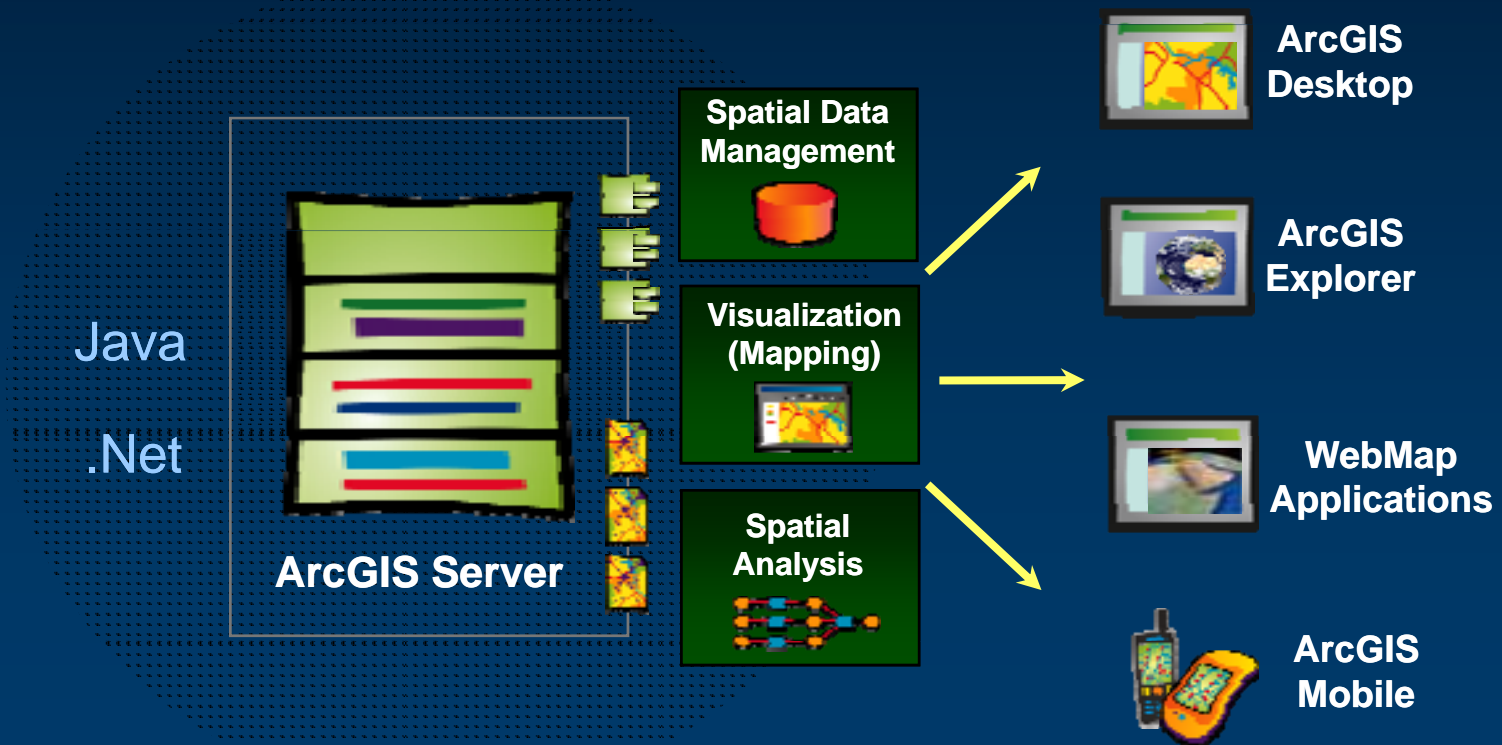 Java
.Net
ArcGIS Server
Spatial Data
Management
Visualization
(Mapping)
Spatial
Analysis
ArcGIS
Desktop
ArcGIS
Explorer
WebMap
Applications
ArcGIS
Mobile